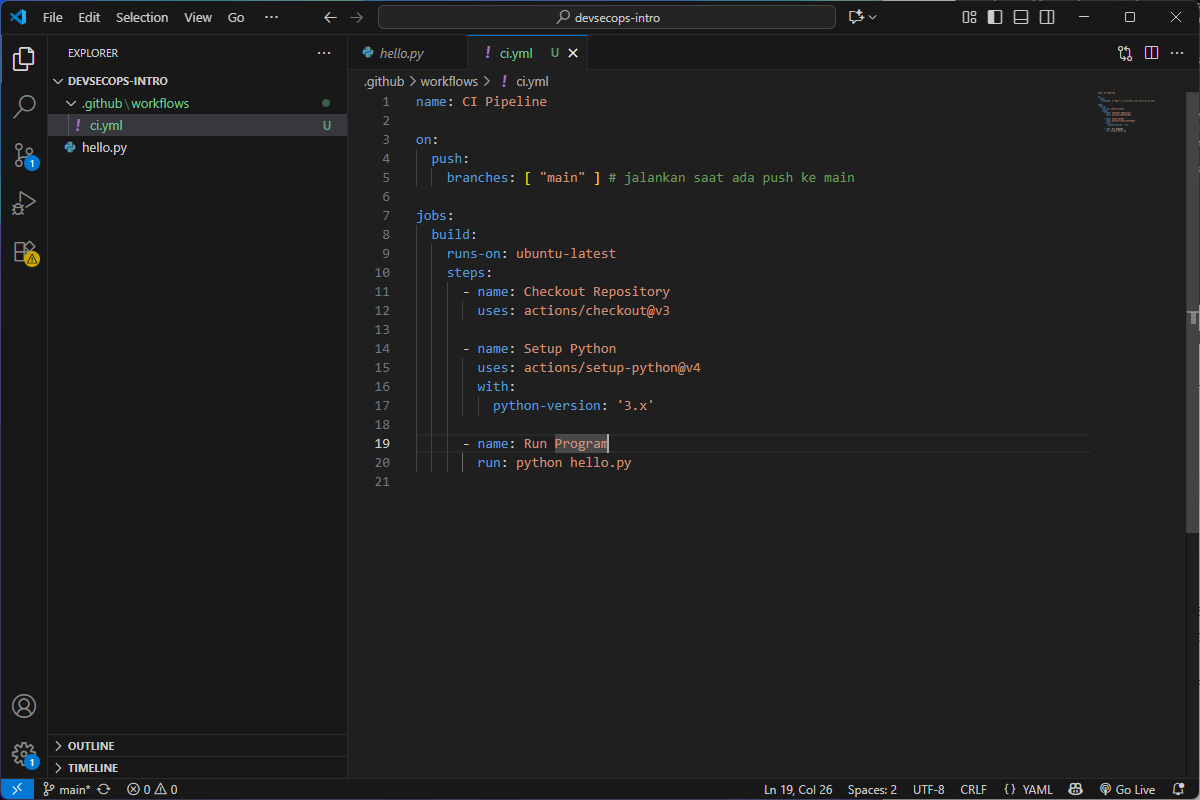 File Edit Selection View Go ··· devsecops-intro
EXPLORER ···
DEVSECOPS-INTRO
.github\workflows
! ci.yml U
hello.py
OUTLINE
TIMELINE
1
1
hello.py
! ci.yml U
.github > workflows > ! ci.yml
1 name: CI Pipeline
2
3 on:
4   push:
5     branches: [ "main" ] # jalankan saat ada push ke main
6
7 jobs:
8   build:
9     runs-on: ubuntu-latest
10     steps:
11       - name: Checkout Repository
12         uses: actions/checkout@v3
13
14       - name: Setup Python
15         uses: actions/setup-python@v4
16         with:
17           python-version: '3.x'
18
19       - name: Run Program
20         run: python hello.py
21
main* 0 0 Ln 19, Col 26 Spaces: 2 UTF-8 CRLF {} YAML Go Live